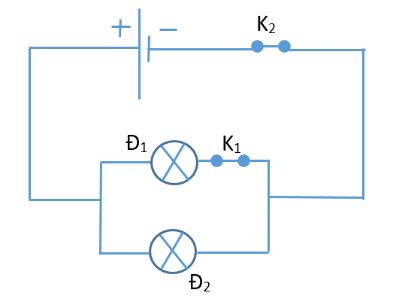 + −
K₂
Đ₁
K₁
Đ₂